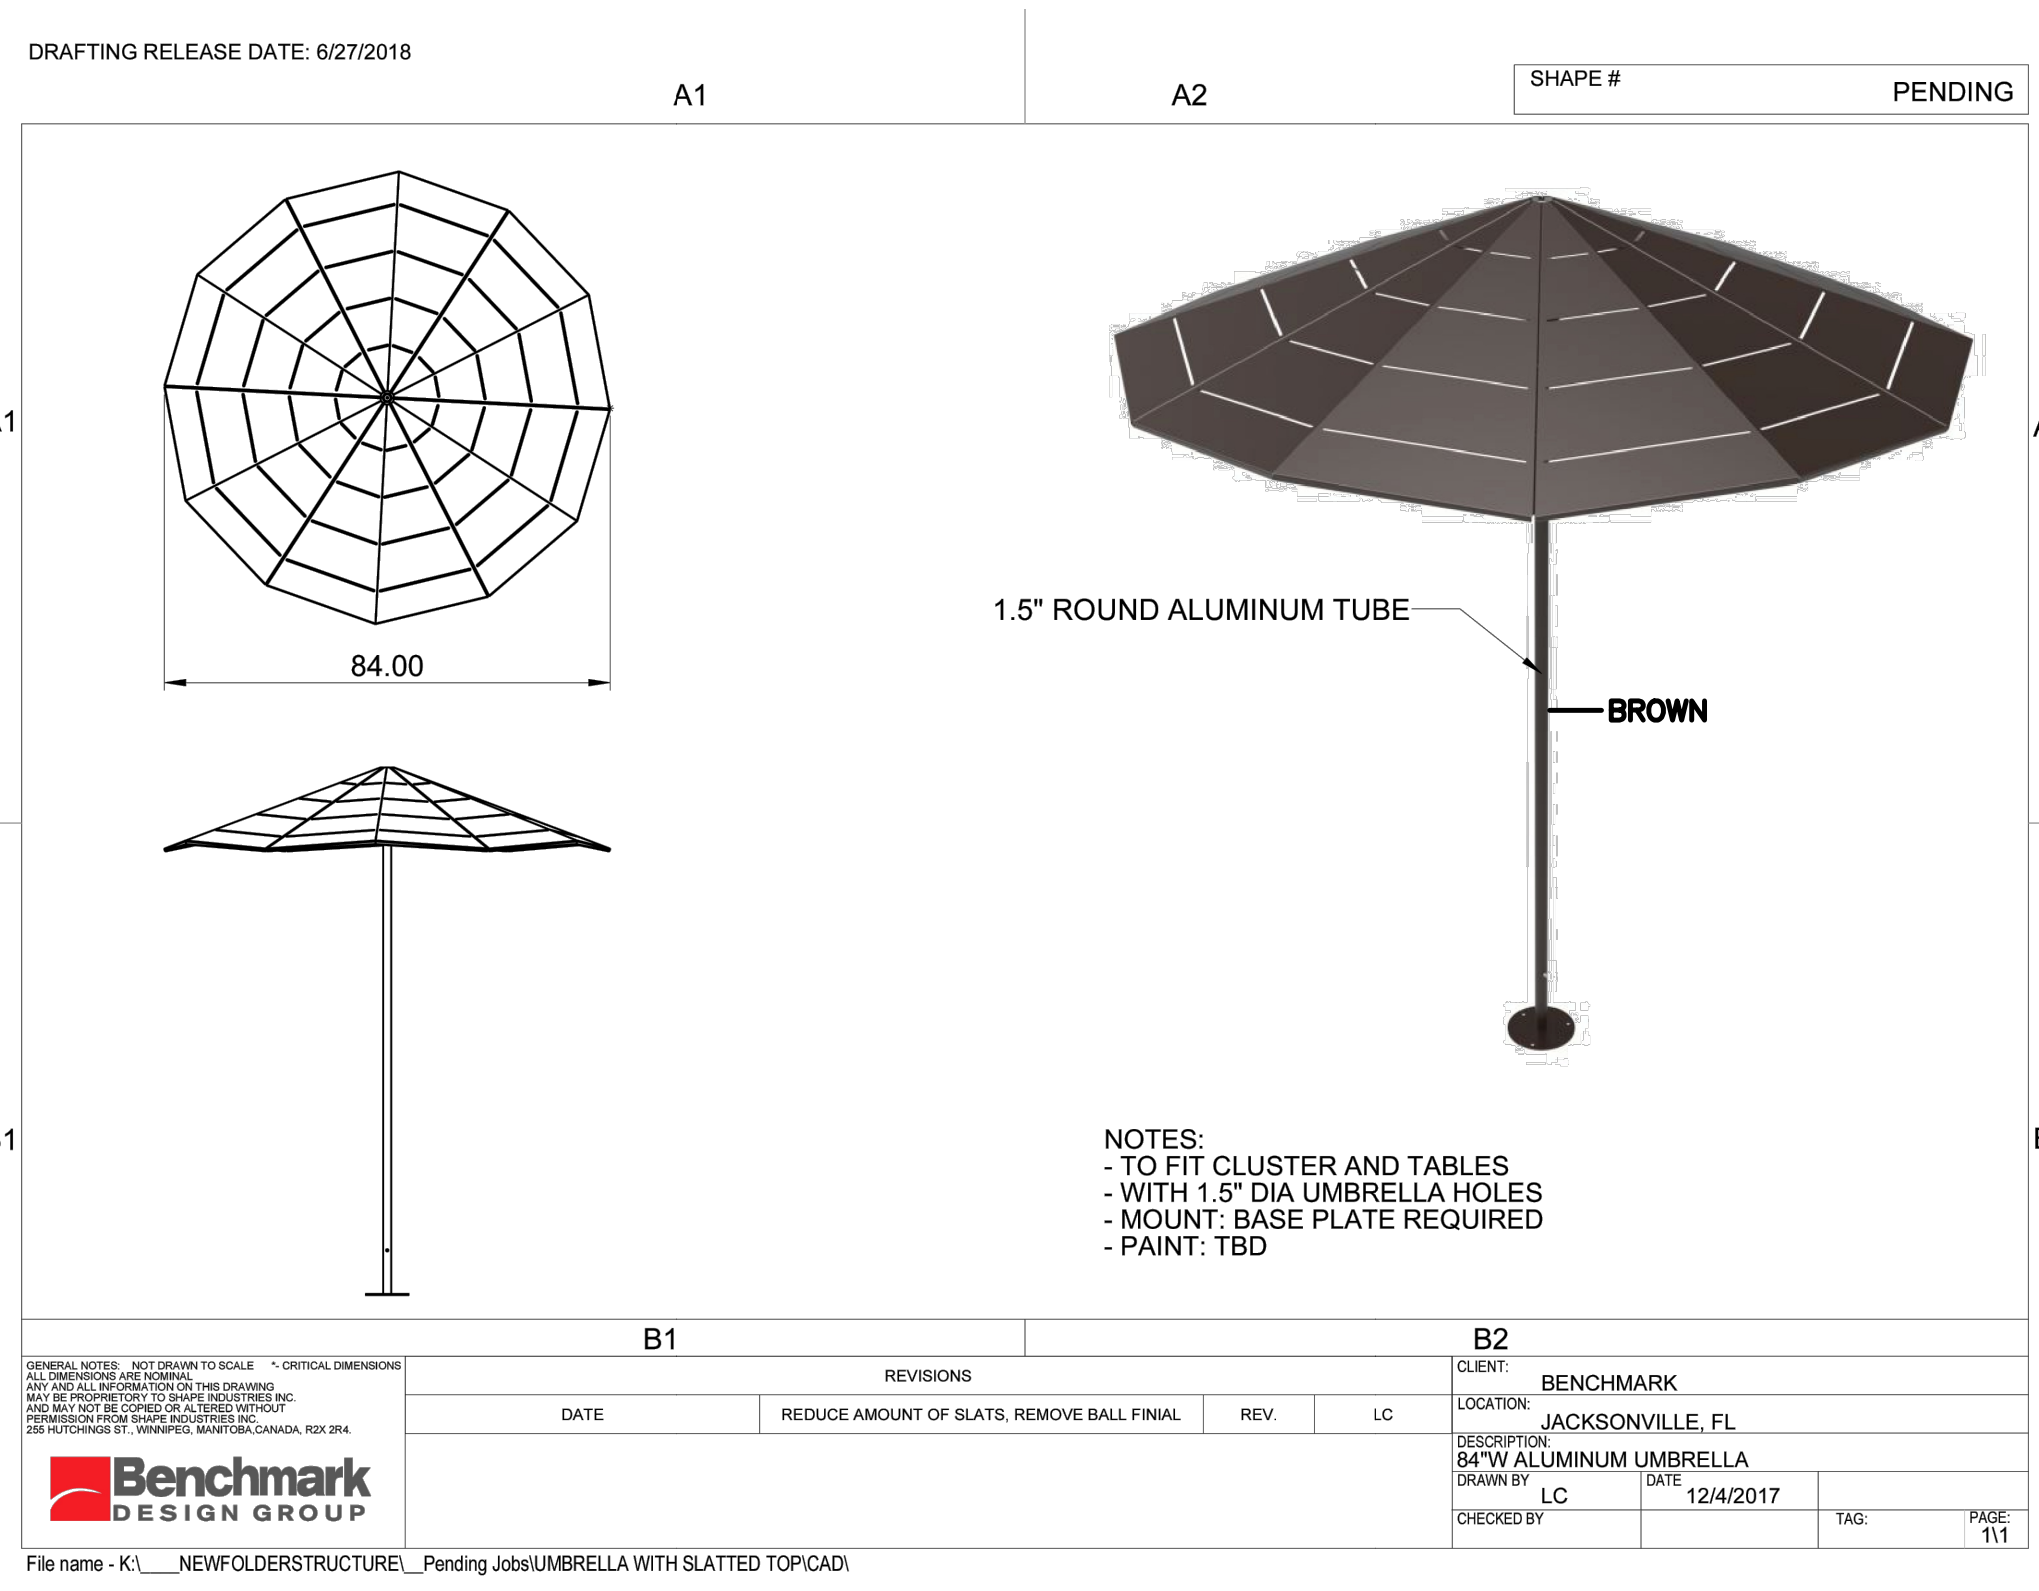 DRAFTING RELEASE DATE: 6/27/2018
A1
A2
SHAPE #
PENDING
84.00
1.5" ROUND ALUMINUM TUBE
BROWN
NOTES:
- TO FIT CLUSTER AND TABLES
- WITH 1.5" DIA UMBRELLA HOLES
- MOUNT: BASE PLATE REQUIRED
- PAINT: TBD
B1
B2
GENERAL NOTES: NOT DRAWN TO SCALE *- CRITICAL DIMENSIONS
ALL DIMENSIONS ARE NOMINAL
ANY AND ALL INFORMATION ON THIS DRAWING
MAY BE PROPRIETORY TO SHAPE INDUSTRIES INC.
AND MAY NOT BE COPIED OR ALTERED WITHOUT
PERMISSION FROM SHAPE INDUSTRIES INC.
255 HUTCHINGS ST., WINNIPEG, MANITOBA,CANADA, R2X 2R4.
Benchmark
DESIGN GROUP
REVISIONS
DATE
REDUCE AMOUNT OF SLATS, REMOVE BALL FINIAL
REV.
LC
CLIENT:
BENCHMARK
LOCATION:
JACKSONVILLE, FL
DESCRIPTION:
84"W ALUMINUM UMBRELLA
DRAWN BY
LC
DATE
12/4/2017
CHECKED BY
TAG:
PAGE:
1\1
File name - K:\____NEWFOLDERSTRUCTURE\__Pending Jobs\UMBRELLA WITH SLATTED TOP\CAD\